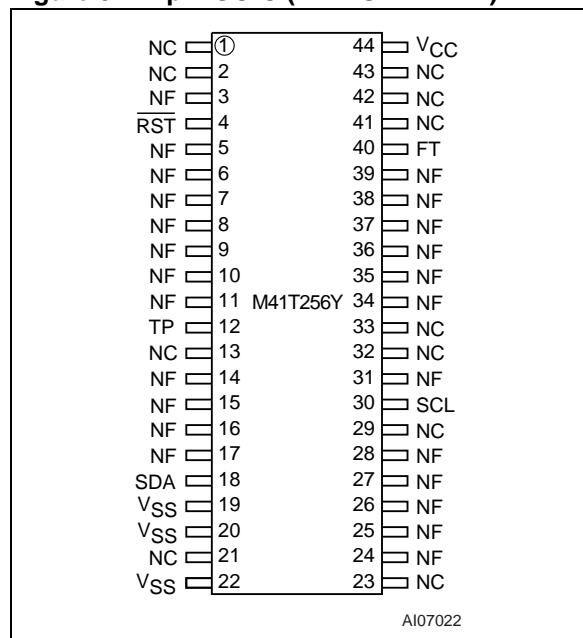 NC 1 44 VCC
NC 2 43 NC
NF 3 42 NC
RST 4 41 NC
NF 5 40 FT
NF 6 39 NF
NF 7 38 NF
NF 8 37 NF
NF 9 36 NF
NF 10 35 NF
NF 11 M41T256Y 34 NF
TP 12 33 NC
NC 13 32 NC
NF 14 31 NF
NF 15 30 SCL
NF 16 29 NC
NF 17 28 NF
SDA 18 27 NF
VSS 19 26 NF
VSS 20 25 NF
NC 21 24 NF
VSS 22 23 NC
AI07022